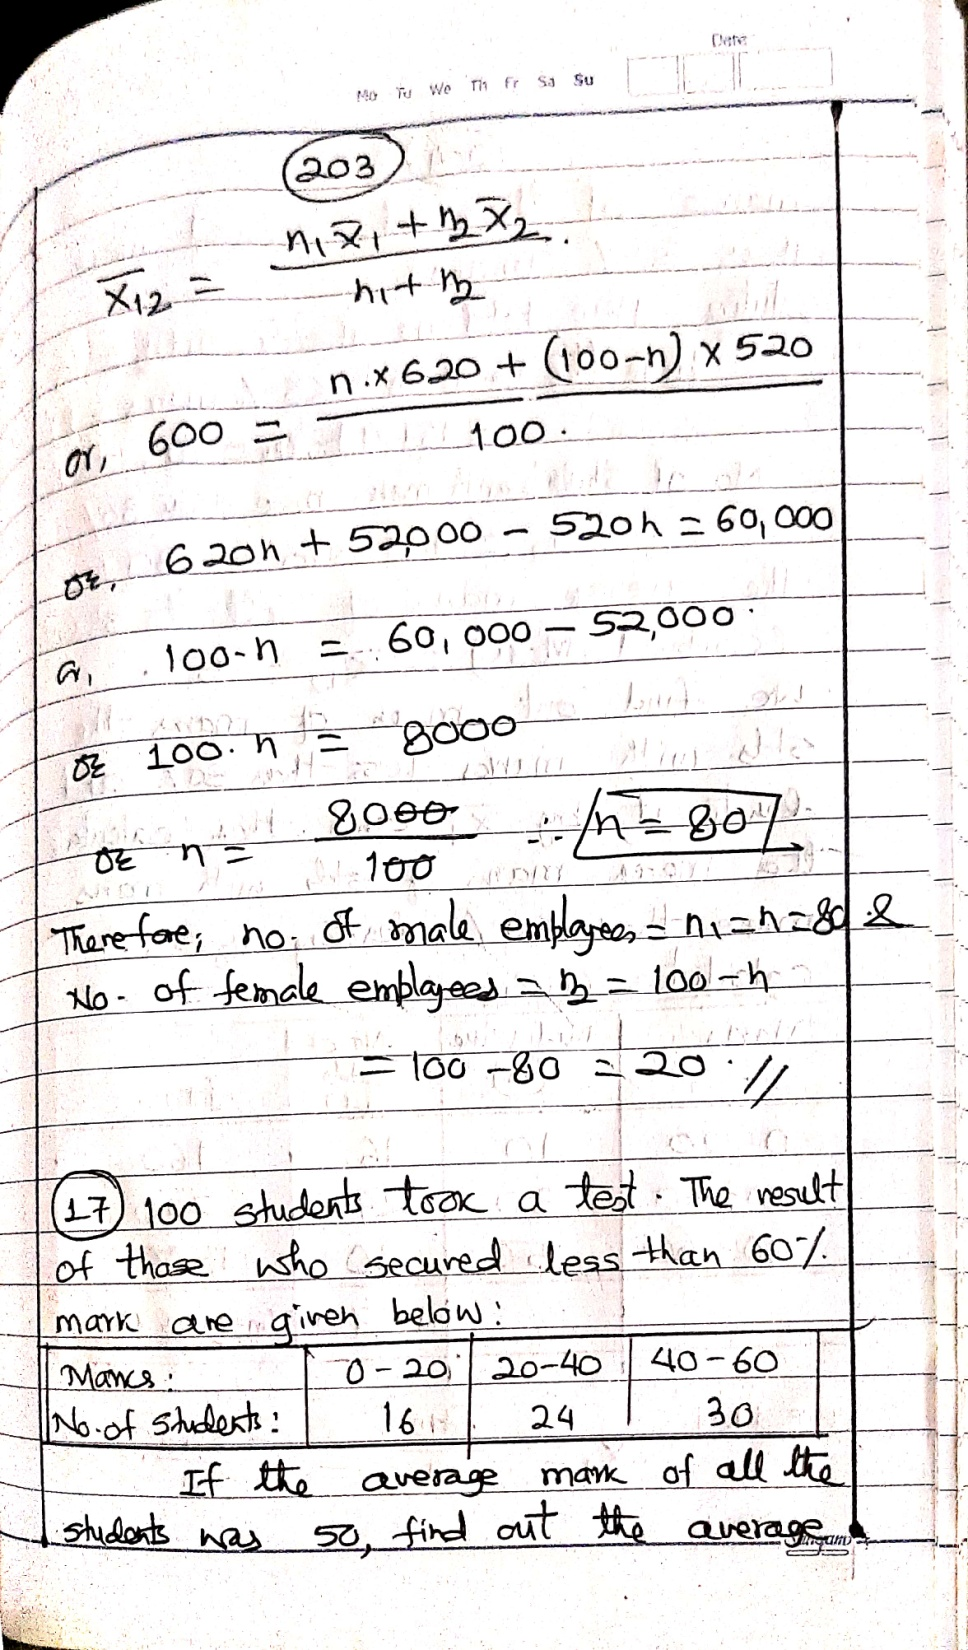 Date
Mo Tu We Th Fr Sa Su
203
x̄₁₂ = (n₁x̄₁ + n₂x̄₂) / (n₁ + n₂)
or, 600 = (n.x 620 + (100-n) x 520) / 100.
or, 620n + 52,000 - 520n = 60,000
or, 100-n = 60,000 - 52,000.
or 100.n = 8000
or n = 8000 / 100 ∴ n = 80
Therefore; no. of male employees = n₁ = n = 80 &
No. of female employees = n₂ = 100 - n
= 100 - 80 = 20 . //
17 100 students took a test. The result
of those who secured less than 60%
mark are given below:
Marks: 0-20 20-40 40-60
No. of students: 16 24 30
If the average mark of all the
students was 50, find out the average